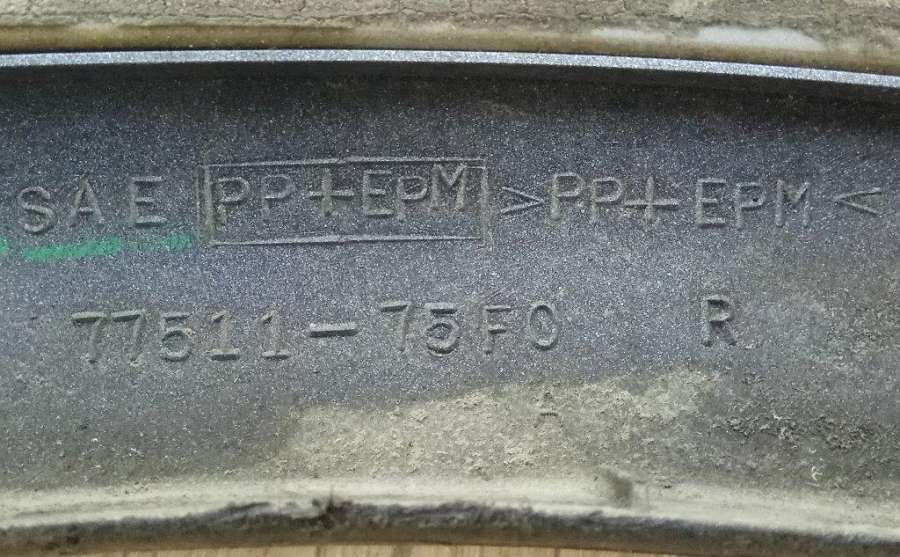 SAE PP+EPM >PP+EPM<
77511-75F0 R